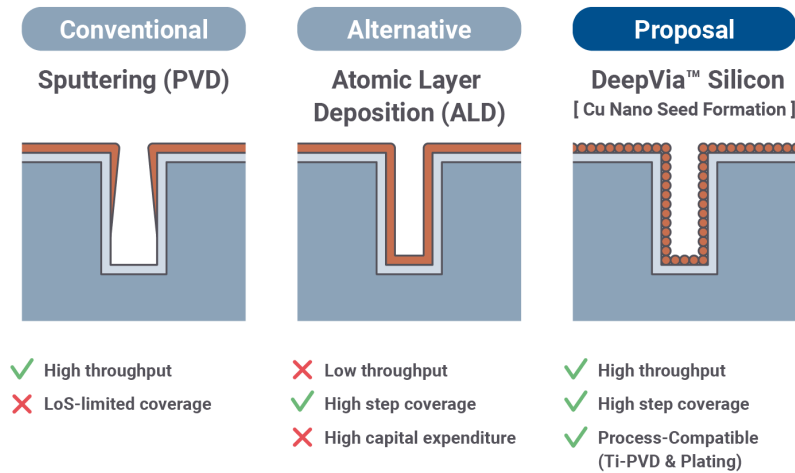 Conventional
Sputtering (PVD)
High throughput
LoS-limited coverage
Alternative
Atomic Layer
Deposition (ALD)
Low throughput
High step coverage
High capital expenditure
Proposal
DeepVia™ Silicon
[ Cu Nano Seed Formation ]
High throughput
High step coverage
Process-Compatible
(Ti-PVD & Plating)